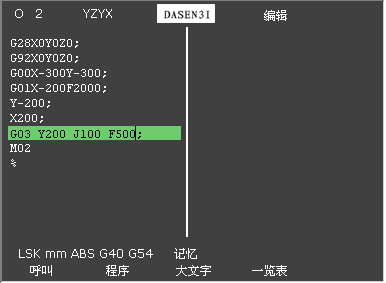 O 2 YZYX DASEN3I 编辑
G28X0Y0Z0;
G92X0Y0Z0;
G00X-300Y-300;
G01X-200F2000;
Y-200;
X200;
G03 Y200 J100 F500;
M02
%
LSK mm ABS G40 G54 记忆
呼叫 程序 大文字 一览表